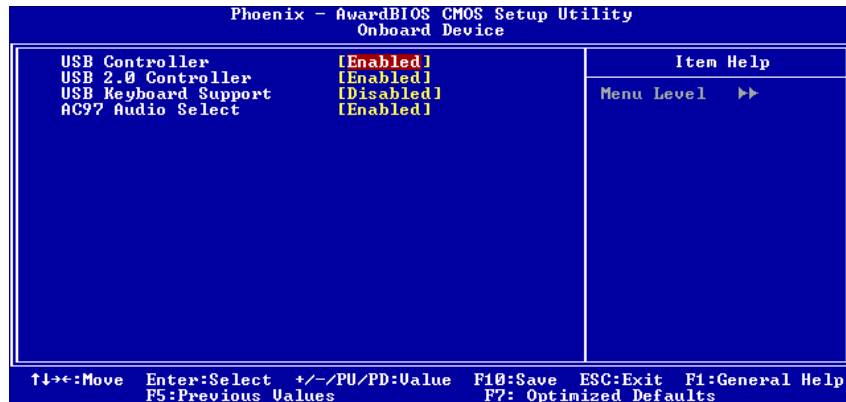 Phoenix - AwardBIOS CMOS Setup Utility
Onboard Device
USB Controller [Enabled]
USB 2.0 Controller [Enabled]
USB Keyboard Support [Disabled]
AC97 Audio Select [Enabled]
Item Help
Menu Level ►►
↑↓→←:Move Enter:Select +/-/PU/PD:Value F10:Save ESC:Exit F1:General Help
F5:Previous Values F7: Optimized Defaults